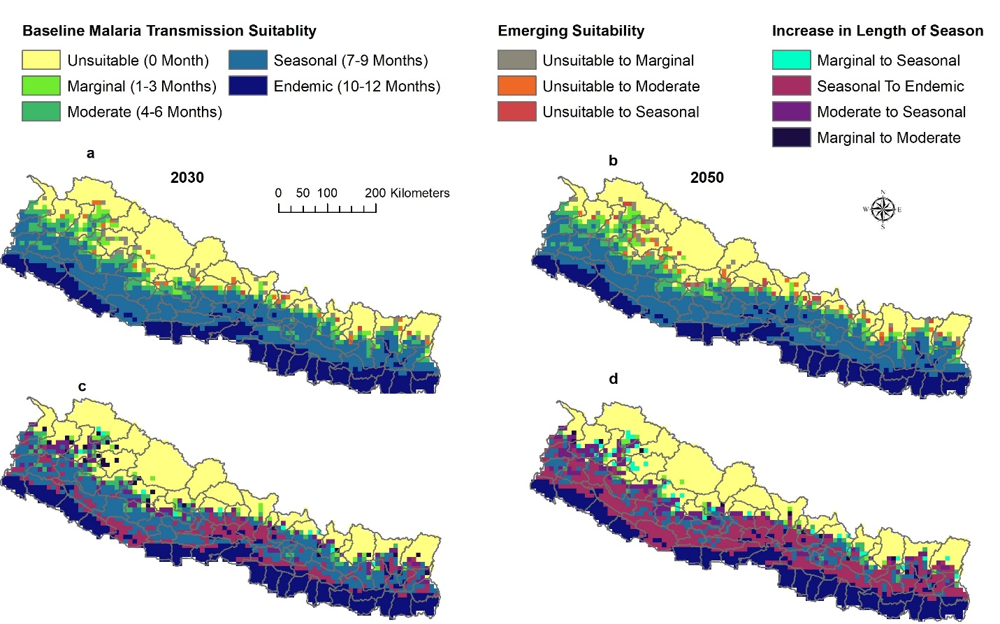 Baseline Malaria Transmission Suitablity
Unsuitable (0 Month)
Marginal (1-3 Months)
Moderate (4-6 Months)
Seasonal (7-9 Months)
Endemic (10-12 Months)
Emerging Suitability
Unsuitable to Marginal
Unsuitable to Moderate
Unsuitable to Seasonal
Increase in Length of Season
Marginal to Seasonal
Seasonal To Endemic
Moderate to Seasonal
Marginal to Moderate
a
2030
0 50 100 200 Kilometers
b
2050
N
W E
S
c
d